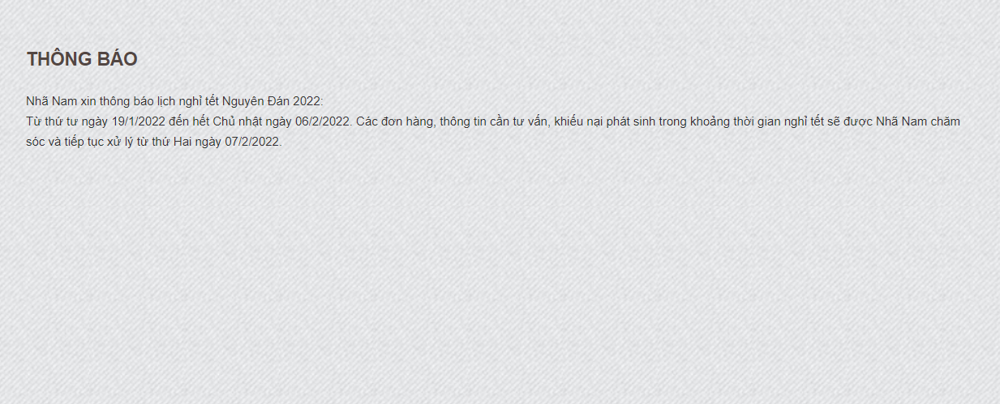 THÔNG BÁO
Nhã Nam xin thông báo lịch nghỉ tết Nguyên Đán 2022:
Từ thứ tư ngày 19/1/2022 đến hết Chủ nhật ngày 06/2/2022. Các đơn hàng, thông tin cần tư vấn, khiếu nại phát sinh trong khoảng thời gian nghỉ tết sẽ được Nhã Nam chăm
sóc và tiếp tục xử lý từ thứ Hai ngày 07/2/2022.